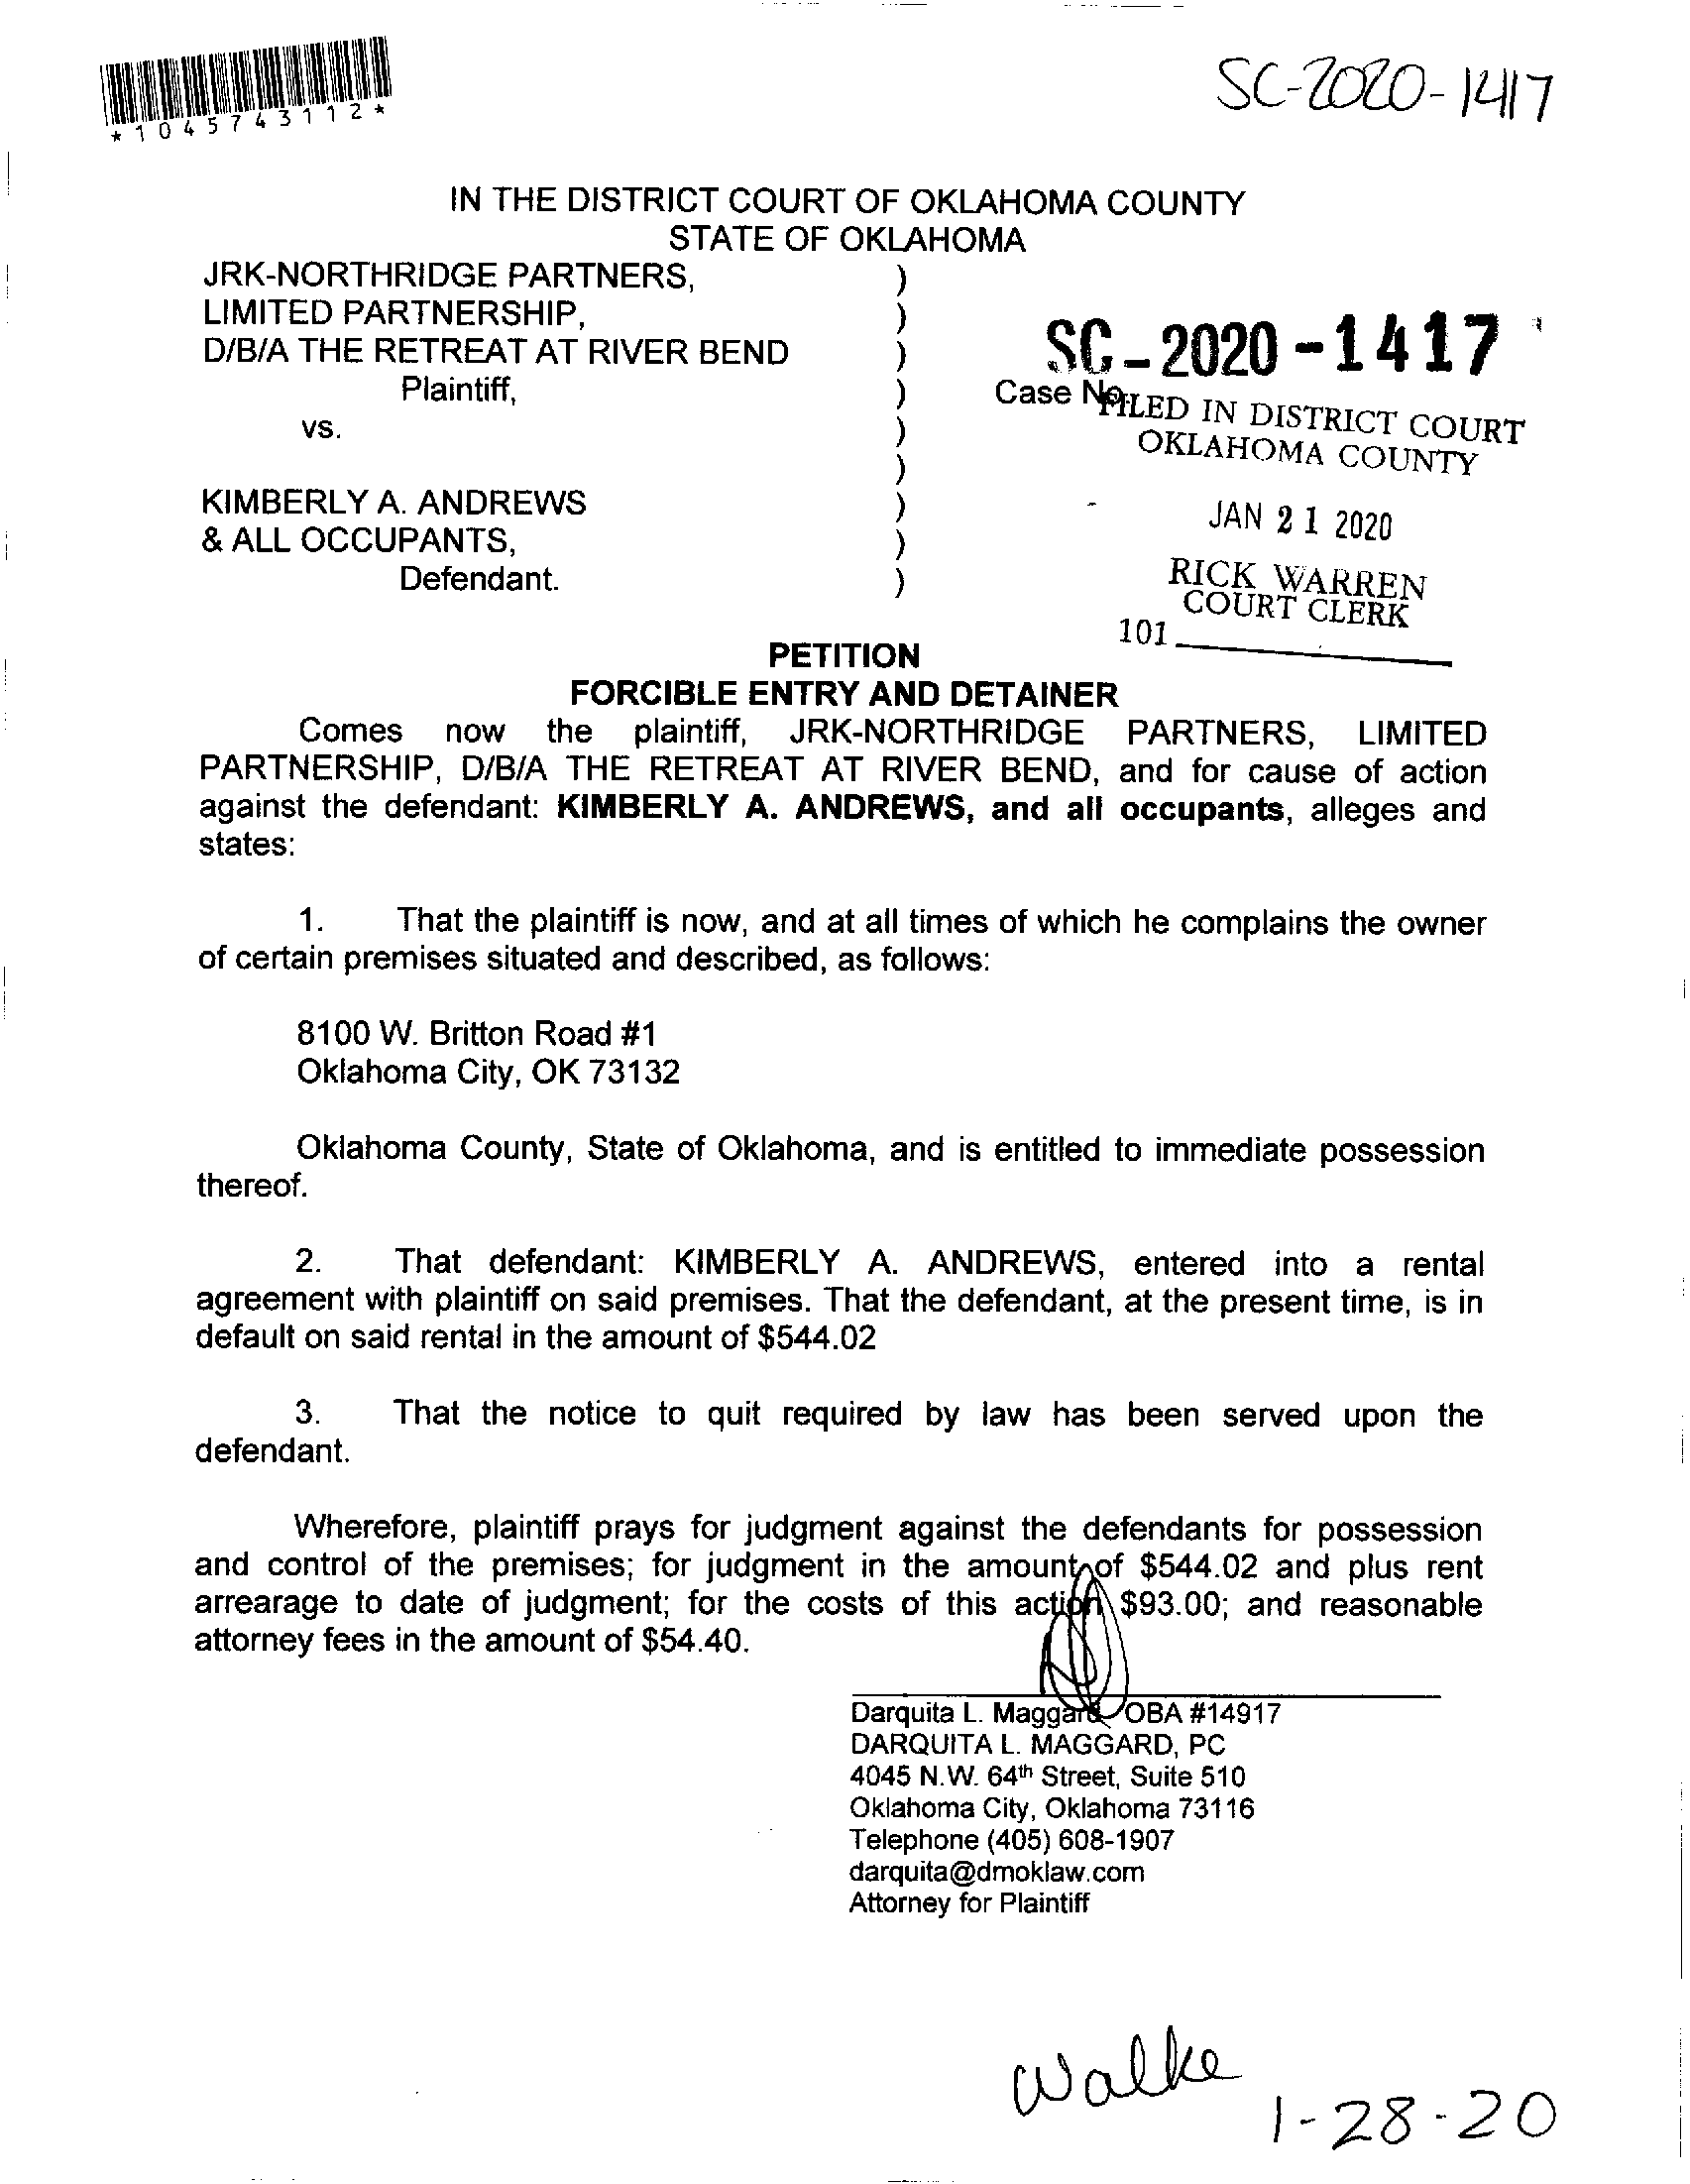 *1045743112*
SC-2020-1417
IN THE DISTRICT COURT OF OKLAHOMA COUNTY
STATE OF OKLAHOMA
JRK-NORTHRIDGE PARTNERS, )
LIMITED PARTNERSHIP, )
D/B/A THE RETREAT AT RIVER BEND )
Plaintiff, )
vs. )
)
KIMBERLY A. ANDREWS )
& ALL OCCUPANTS, )
Defendant. )
SC-2020-1417
Case No.
FILED IN DISTRICT COURT
OKLAHOMA COUNTY
JAN 21 2020
RICK WARREN
COURT CLERK
101
PETITION
FORCIBLE ENTRY AND DETAINER
Comes now the plaintiff, JRK-NORTHRIDGE PARTNERS, LIMITED
PARTNERSHIP, D/B/A THE RETREAT AT RIVER BEND, and for cause of action
against the defendant: KIMBERLY A. ANDREWS, and all occupants, alleges and
states:
1. That the plaintiff is now, and at all times of which he complains the owner
of certain premises situated and described, as follows:
8100 W. Britton Road #1
Oklahoma City, OK 73132
Oklahoma County, State of Oklahoma, and is entitled to immediate possession
thereof.
2. That defendant: KIMBERLY A. ANDREWS, entered into a rental
agreement with plaintiff on said premises. That the defendant, at the present time, is in
default on said rental in the amount of $544.02
3. That the notice to quit required by law has been served upon the
defendant.
Wherefore, plaintiff prays for judgment against the defendants for possession
and control of the premises; for judgment in the amount of $544.02 and plus rent
arrearage to date of judgment; for the costs of this action $93.00; and reasonable
attorney fees in the amount of $54.40.
Darquita L. Maggard OBA #14917
DARQUITA L. MAGGARD, PC
4045 N.W. 64th Street, Suite 510
Oklahoma City, Oklahoma 73116
Telephone (405) 608-1907
darquita@dmoklaw.com
Attorney for Plaintiff
Walke
1-28-20